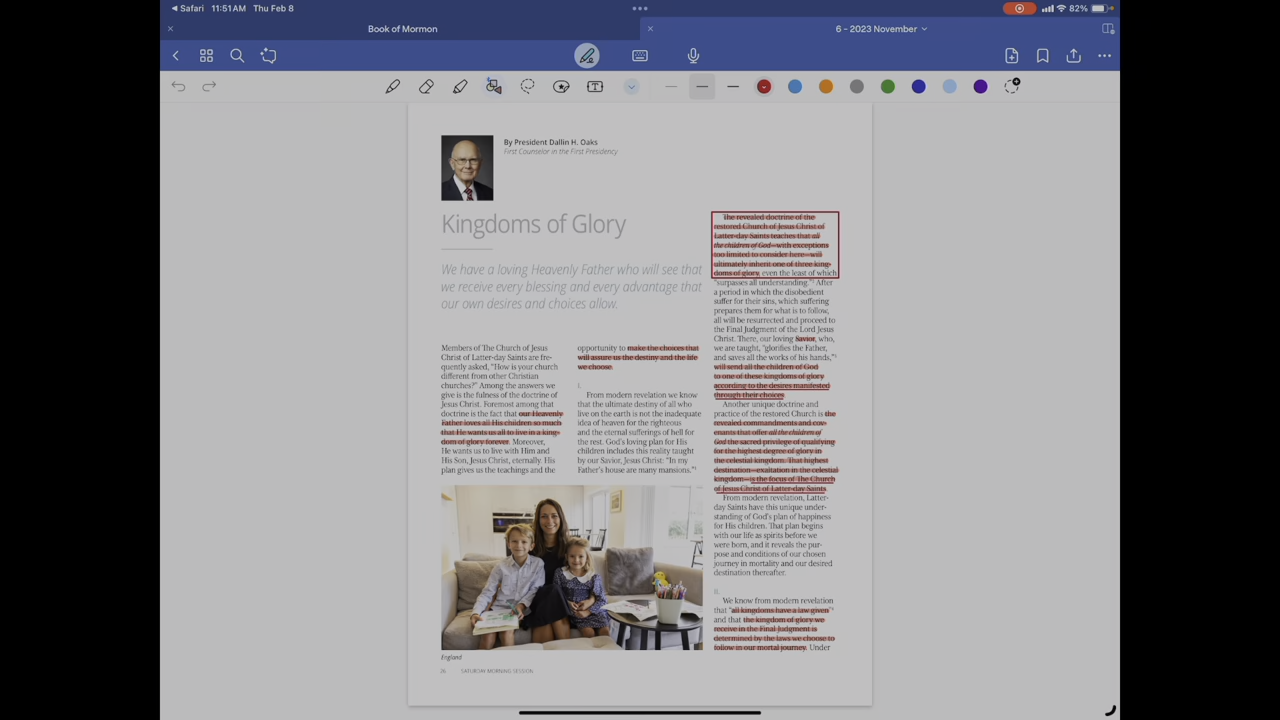 Safari 11:51AM Thu Feb 8
82%
Book of Mormon
6 - 2023 November
By President Dallin H. Oaks
First Counselor in the First Presidency
Kingdoms of Glory
We have a loving Heavenly Father who will see that
we receive every blessing and every advantage that
our own desires and choices allow.
Members of The Church of Jesus
Christ of Latter-day Saints are fre-
quently asked, "How is your church
different from other Christian
churches?" Among the answers we
give is the fulness of the doctrine of
Jesus Christ. Foremost among that
doctrine is the fact that our Heavenly
Father loves all His children so much
that He wants us all to live in a king-
dom of glory forever. Moreover,
He wants us to live with Him and
His Son, Jesus Christ, eternally. His
plan gives us the teachings and the
opportunity to make the choices that
will assure us the destiny and the life
we choose.
I.
From modern revelation we know
that the ultimate destiny of all who
live on the earth is not the inadequate
idea of heaven for the righteous
and the eternal sufferings of hell for
the rest. God's loving plan for His
children includes this reality taught
by our Savior, Jesus Christ: "In my
Father's house are many mansions."1
The revealed doctrine of the
restored Church of Jesus Christ of
Latter-day Saints teaches that all
the children of God—with exceptions
too limited to consider here—will
ultimately inherit one of three king-
doms of glory, even the least of which
"surpasses all understanding."2 After
a period in which the disobedient
suffer for their sins, which suffering
prepares them for what is to follow,
all will be resurrected and proceed to
the Final Judgment of the Lord Jesus
Christ. There, our loving Savior, who,
we are taught, "glorifies the Father,
and saves all the works of his hands,"3
will send all the children of God
to one of these kingdoms of glory
according to the desires manifested
through their choices.
Another unique doctrine and
practice of the restored Church is the
revealed commandments and cov-
enants that offer all the children of
God the sacred privilege of qualifying
for the highest degree of glory in
the celestial kingdom. That highest
destination—exaltation in the celestial
kingdom—is the focus of The Church
of Jesus Christ of Latter-day Saints.
From modern revelation, Latter-
day Saints have this unique under-
standing of God's plan of happiness
for His children. That plan begins
with our life as spirits before we
were born, and it reveals the pur-
pose and conditions of our chosen
journey in mortality and our desired
destination thereafter.
II.
We know from modern revelation
that "all kingdoms have a law given"4
and that the kingdom of glory we
receive in the Final Judgment is
determined by the laws we choose to
follow in our mortal journey. Under
England
26 SATURDAY MORNING SESSION